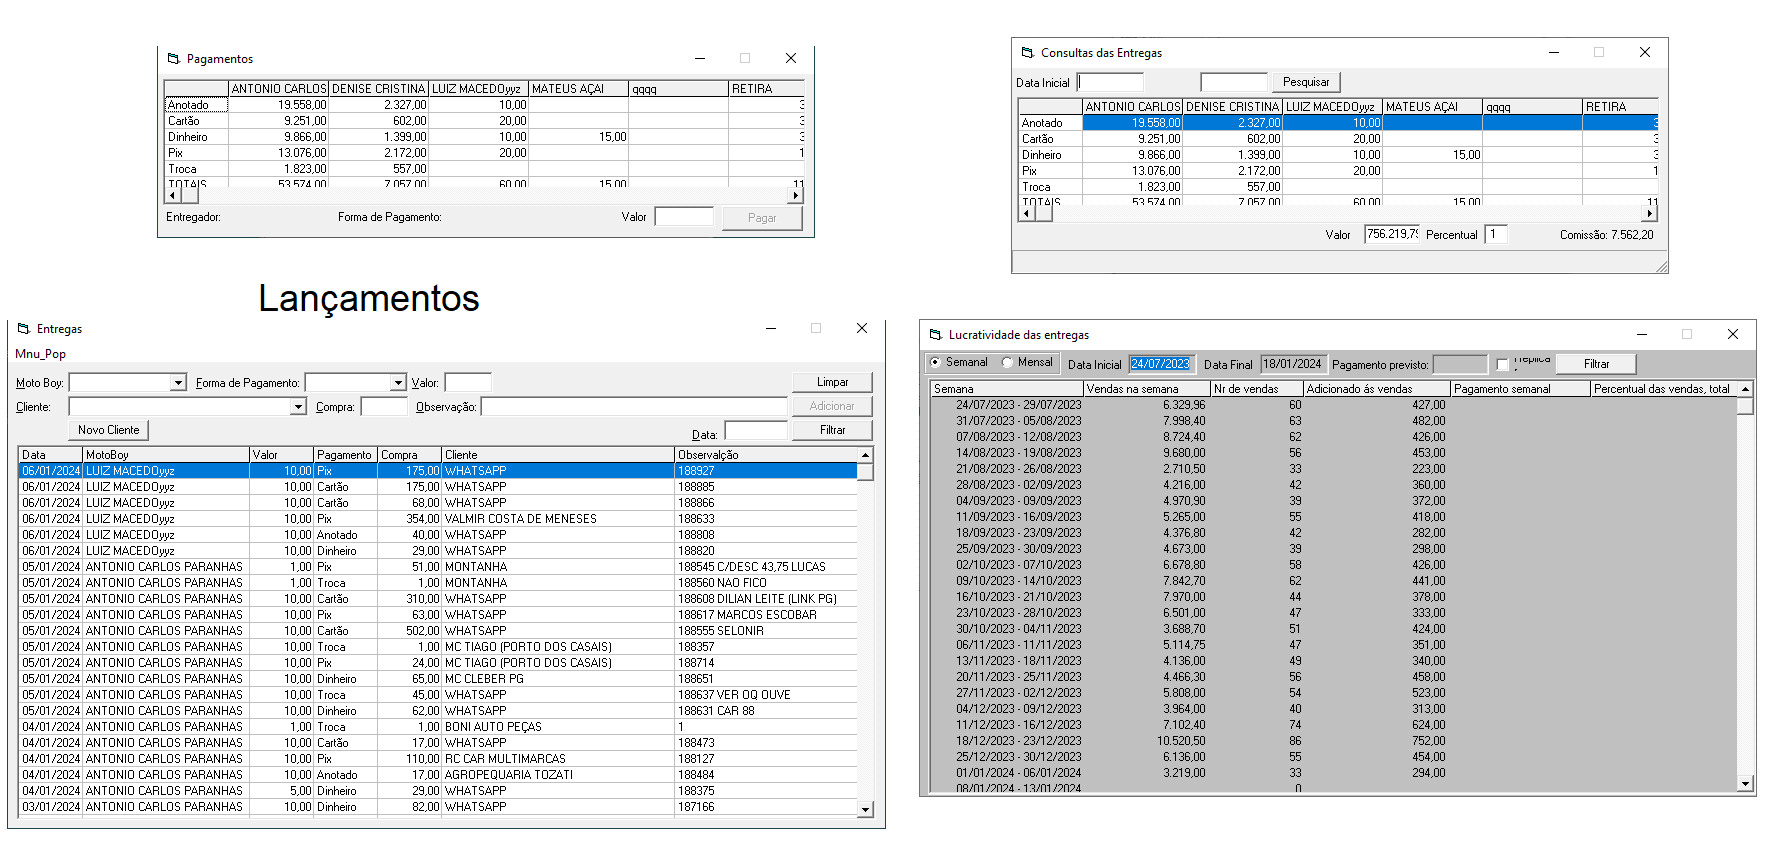 Pagamentos
ANTONIO CARLOS DENISE CRISTINA LUIZ MACEDOyyz MATEUS AÇAI qqqq RETIRA
Anotado 19.558,00 2.327,00 10,00 3
Cartão 9.251,00 602,00 20,00 3
Dinheiro 9.866,00 1.399,00 10,00 15,00 3
Pix 13.076,00 2.172,00 20,00 1
Troca 1.823,00 557,00
TOTAIS 53.574,00 7.057,00 60,00 15,00 11
Entregador: Forma de Pagamento: Valor Pagar
Consultas das Entregas
Data Inicial Pesquisar
ANTONIO CARLOS DENISE CRISTINA LUIZ MACEDOyyz MATEUS AÇAI qqqq RETIRA
Anotado 19.558,00 2.327,00 10,00 3
Cartão 9.251,00 602,00 20,00 3
Dinheiro 9.866,00 1.399,00 10,00 15,00 3
Pix 13.076,00 2.172,00 20,00 1
Troca 1.823,00 557,00
TOTAIS 53.574,00 7.057,00 60,00 15,00 11
Valor 756.219,79 Percentual 1 Comissão: 7.562,20
Lançamentos
Entregas
Mnu_Pop
Moto Boy: Forma de Pagamento: Valor: Limpar
Cliente: Compra: Observação: Adicionar
Novo Cliente Data: Filtrar
Data MotoBoy Valor Pagamento Compra Cliente Observalção
06/01/2024 LUIZ MACEDOyyz 10,00 Pix 175,00 WHATSAPP 188927
06/01/2024 LUIZ MACEDOyyz 10,00 Cartão 175,00 WHATSAPP 188885
06/01/2024 LUIZ MACEDOyyz 10,00 Cartão 68,00 WHATSAPP 188866
06/01/2024 LUIZ MACEDOyyz 10,00 Pix 354,00 VALMIR COSTA DE MENESES 188633
06/01/2024 LUIZ MACEDOyyz 10,00 Anotado 40,00 WHATSAPP 188808
06/01/2024 LUIZ MACEDOyyz 10,00 Dinheiro 29,00 WHATSAPP 188820
05/01/2024 ANTONIO CARLOS PARANHAS 1,00 Pix 51,00 MONTANHA 188545 C/DESC 43,75 LUCAS
05/01/2024 ANTONIO CARLOS PARANHAS 1,00 Troca 1,00 MONTANHA 188560 NAO FICO
05/01/2024 ANTONIO CARLOS PARANHAS 10,00 Cartão 310,00 WHATSAPP 188608 DILIAN LEITE (LINK PG)
05/01/2024 ANTONIO CARLOS PARANHAS 10,00 Pix 63,00 WHATSAPP 188617 MARCOS ESCOBAR
05/01/2024 ANTONIO CARLOS PARANHAS 10,00 Cartão 502,00 WHATSAPP 188555 SELONIR
05/01/2024 ANTONIO CARLOS PARANHAS 10,00 Troca 1,00 MC TIAGO (PORTO DOS CASAIS) 188357
05/01/2024 ANTONIO CARLOS PARANHAS 10,00 Pix 24,00 MC TIAGO (PORTO DOS CASAIS) 188714
05/01/2024 ANTONIO CARLOS PARANHAS 10,00 Dinheiro 65,00 MC CLEBER PG 188651
05/01/2024 ANTONIO CARLOS PARANHAS 10,00 Troca 45,00 WHATSAPP 188637 VER OQ OUVE
05/01/2024 ANTONIO CARLOS PARANHAS 10,00 Dinheiro 62,00 WHATSAPP 188631 CAR 88
04/01/2024 ANTONIO CARLOS PARANHAS 1,00 Troca 1,00 BONI AUTO PEÇAS 1
04/01/2024 ANTONIO CARLOS PARANHAS 10,00 Cartão 17,00 WHATSAPP 188473
04/01/2024 ANTONIO CARLOS PARANHAS 10,00 Pix 110,00 RC CAR MULTIMARCAS 188127
04/01/2024 ANTONIO CARLOS PARANHAS 10,00 Anotado 17,00 AGROPEQUARIA TOZATI 188484
04/01/2024 ANTONIO CARLOS PARANHAS 5,00 Dinheiro 29,00 WHATSAPP 188375
03/01/2024 ANTONIO CARLOS PARANHAS 10,00 Dinheiro 82,00 WHATSAPP 187166
Lucratividade das entregas
Semanal Mensal Data Inicial 24/07/2023 Data Final 18/01/2024 Pagamento previsto: Filtrar
Semana Vendas na semana Nr de vendas Adicionado ás vendas Pagamento semanal Percentual das vendas, total
24/07/2023 - 29/07/2023 6.329,96 60 427,00
31/07/2023 - 05/08/2023 7.998,40 63 482,00
07/08/2023 - 12/08/2023 8.724,40 62 426,00
14/08/2023 - 19/08/2023 9.680,00 56 453,00
21/08/2023 - 26/08/2023 2.710,50 33 223,00
28/08/2023 - 02/09/2023 4.216,00 42 360,00
04/09/2023 - 09/09/2023 4.970,90 39 372,00
11/09/2023 - 16/09/2023 5.265,00 55 418,00
18/09/2023 - 23/09/2023 4.376,80 42 282,00
25/09/2023 - 30/09/2023 4.673,00 39 298,00
02/10/2023 - 07/10/2023 6.678,80 58 426,00
09/10/2023 - 14/10/2023 7.842,70 62 441,00
16/10/2023 - 21/10/2023 7.970,00 44 378,00
23/10/2023 - 28/10/2023 6.501,00 47 333,00
30/10/2023 - 04/11/2023 3.688,70 51 424,00
06/11/2023 - 11/11/2023 5.114,75 47 351,00
13/11/2023 - 18/11/2023 4.136,00 49 340,00
20/11/2023 - 25/11/2023 4.466,30 56 458,00
27/11/2023 - 02/12/2023 5.808,00 54 523,00
04/12/2023 - 09/12/2023 3.964,00 40 313,00
11/12/2023 - 16/12/2023 7.102,40 74 624,00
18/12/2023 - 23/12/2023 10.520,50 86 752,00
25/12/2023 - 30/12/2023 6.136,00 55 454,00
01/01/2024 - 06/01/2024 3.219,00 33 294,00
08/01/2024 - 13/01/2024 0